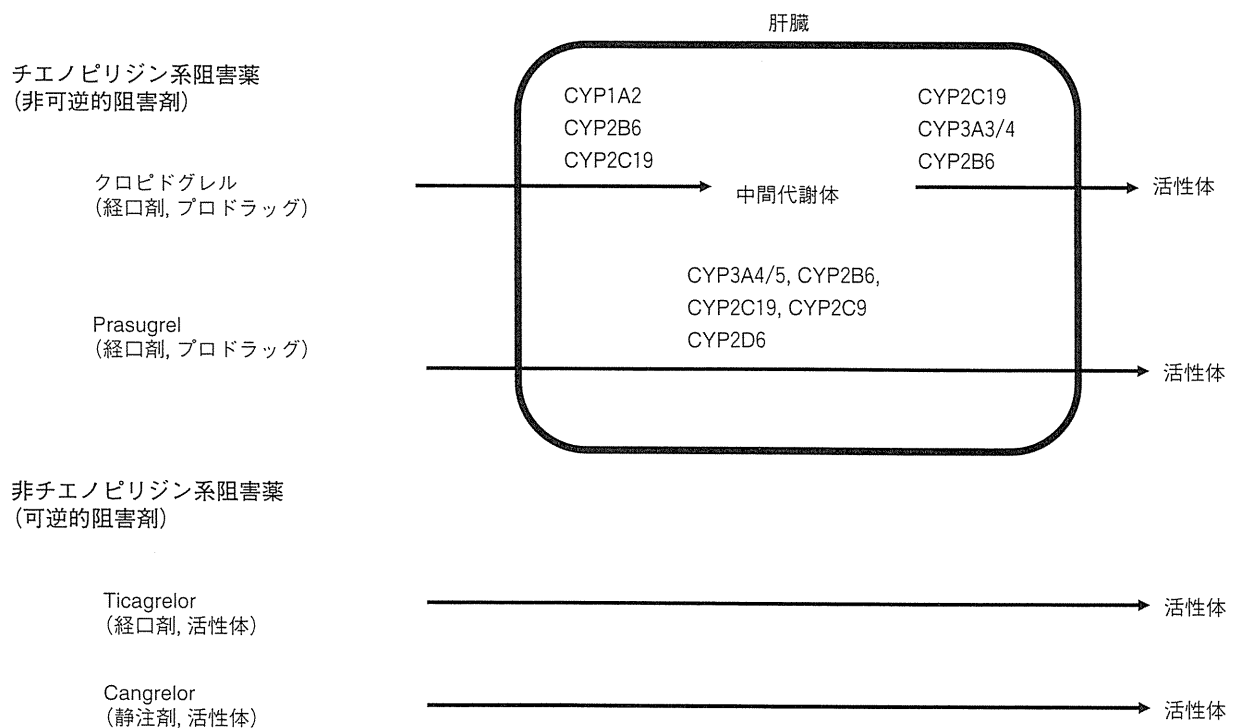 肝臓
チエノピリジン系阻害薬
(非可逆的阻害剤)
CYP1A2
CYP2B6
CYP2C19
CYP2C19
CYP3A3/4
CYP2B6
クロピドグレル
(経口剤, プロドラッグ)
中間代謝体
活性体
CYP3A4/5, CYP2B6,
CYP2C19, CYP2C9
CYP2D6
Prasugrel
(経口剤, プロドラッグ)
活性体
非チエノピリジン系阻害薬
(可逆的阻害剤)
Ticagrelor
(経口剤, 活性体)
活性体
Cangrelor
(静注剤, 活性体)
活性体